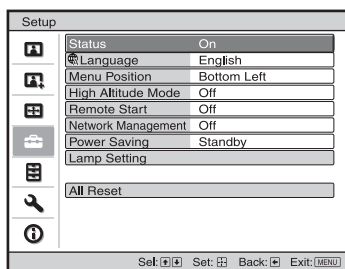 Setup
Status On
Language English
Menu Position Bottom Left
High Altitude Mode Off
Remote Start Off
Network Management Off
Power Saving Standby
Lamp Setting
All Reset
Sel: Set: Back: Exit: MENU